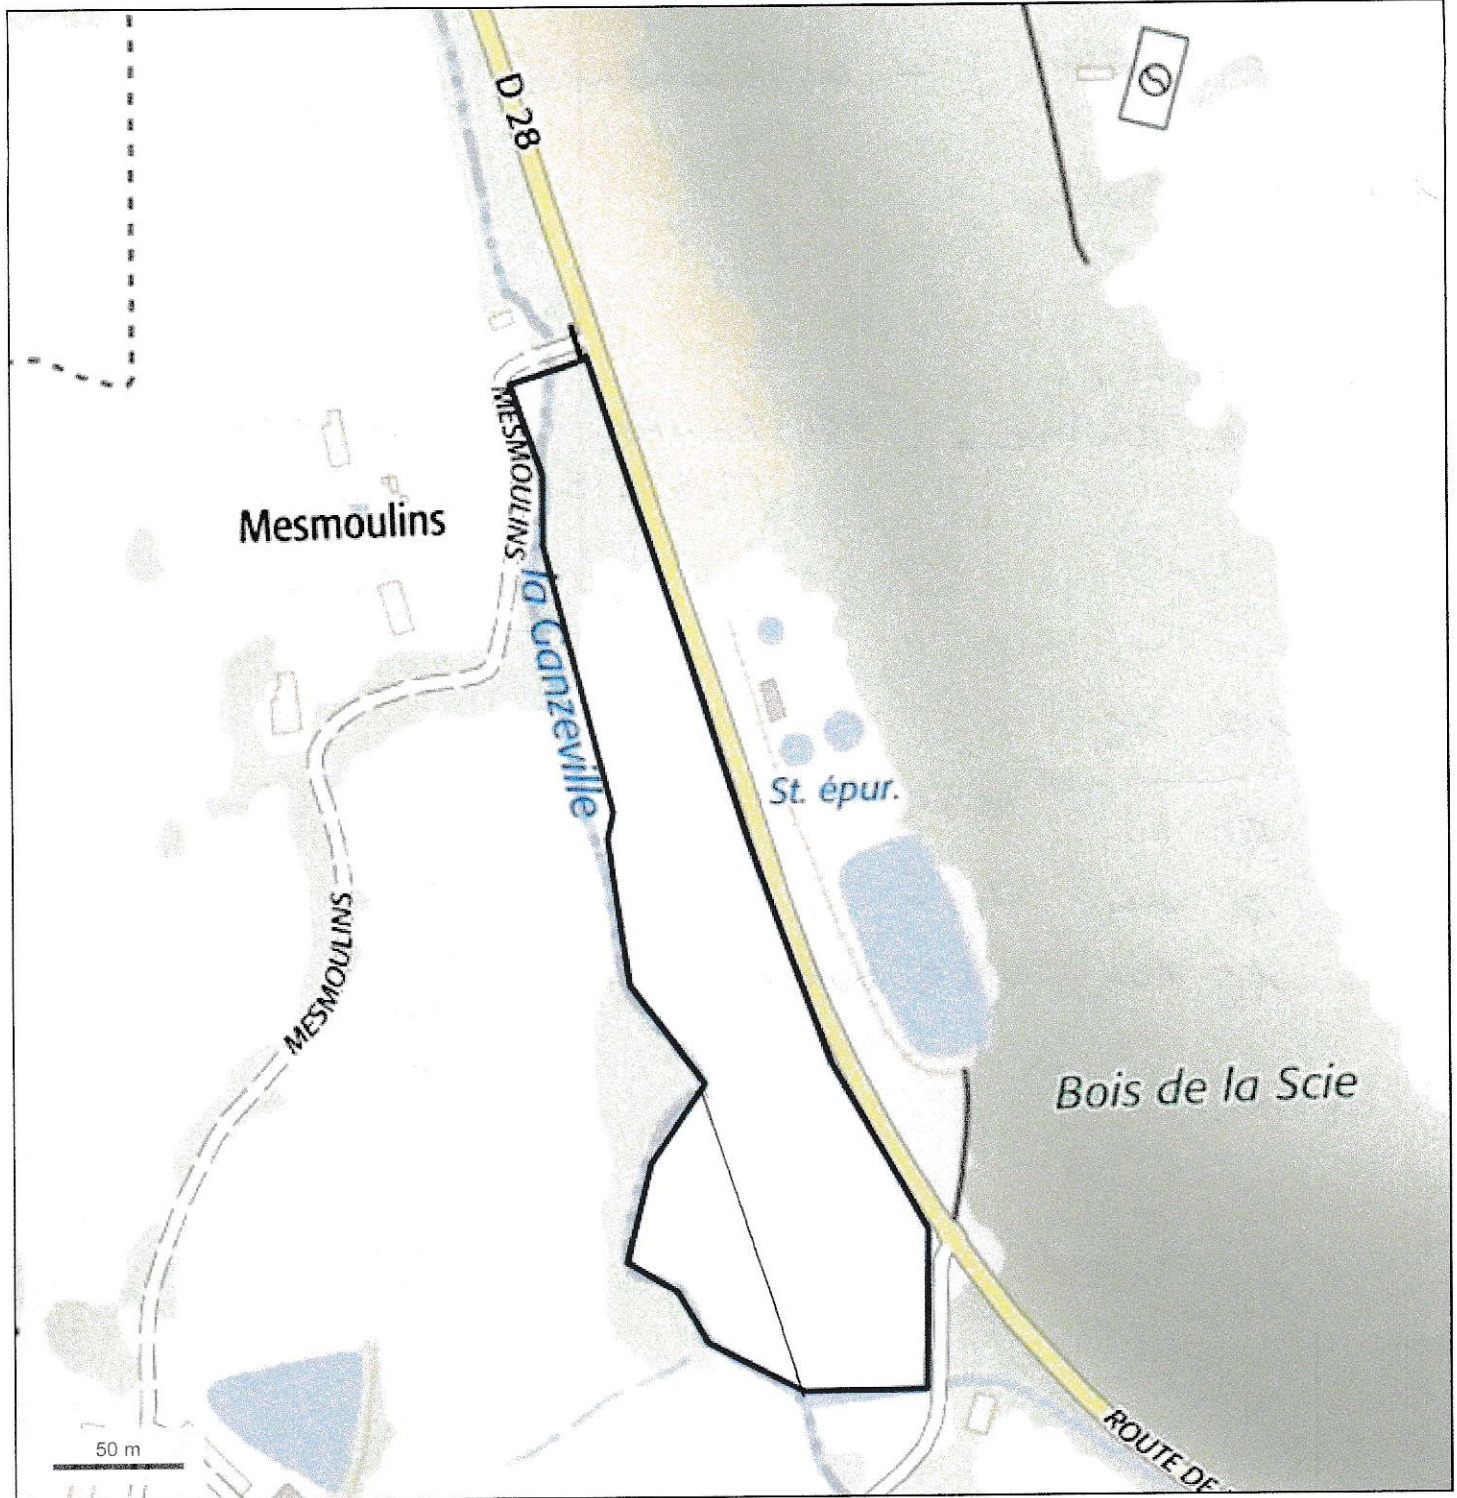 D 28
MESMOULINS
Mesmoulins
la Ganzeville
St. épur.
MESMOULINS
Bois de la Scie
50 m
ROUTE DE